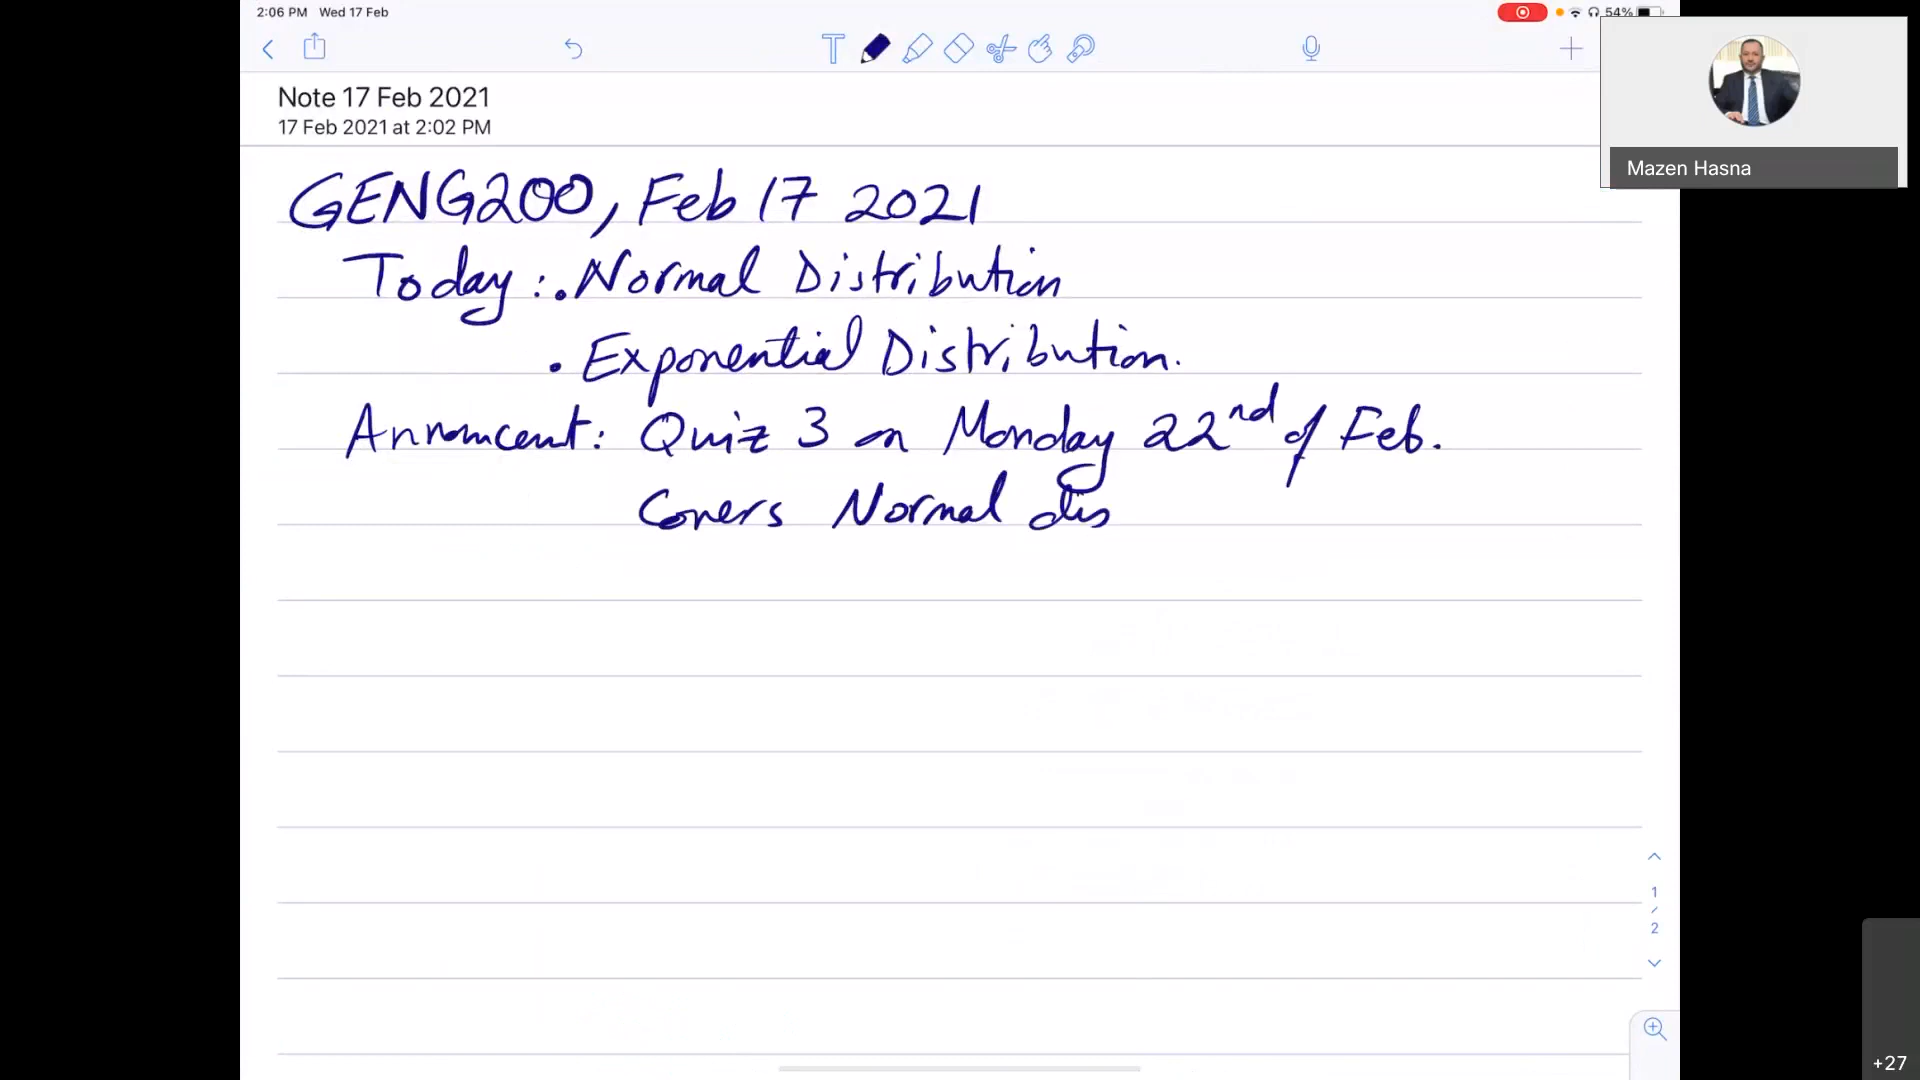 2:06 PM Wed 17 Feb
54%
Note 17 Feb 2021
17 Feb 2021 at 2:02 PM
Mazen Hasna
GENG200, Feb 17 2021
Today: . Normal Distribution
. Exponential Distribution.
Announcent: Quiz 3 on Monday 22nd of Feb.
Covers Normal dis
1
/
2
+27